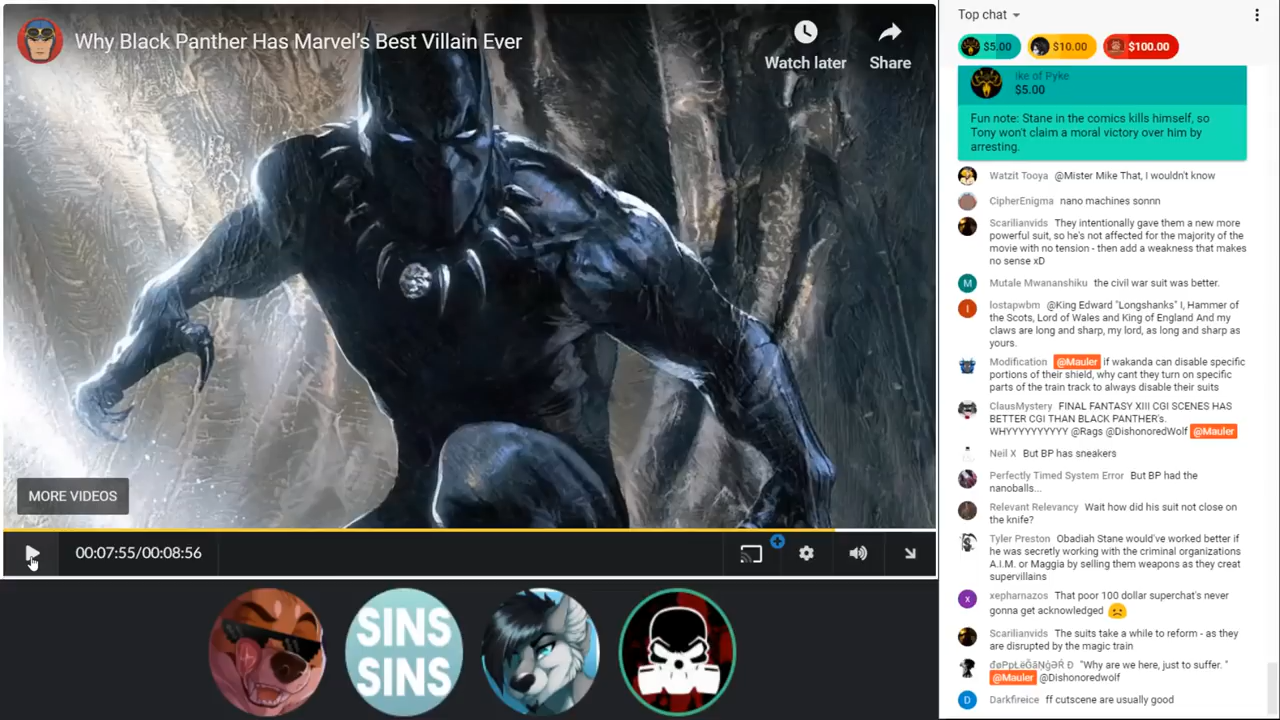 Why Black Panther Has Marvel's Best Villain Ever
Watch later
Share
MORE VIDEOS
00:07:55/00:08:56
SINS
SINS
Top chat
$5.00
$10.00
$100.00
Ike of Pyke
$5.00
Fun note: Stane in the comics kills himself, so
Tony won't claim a moral victory over him by
arresting.
Watzit Tooya @Mister Mike That, I wouldn't know
CipherEnigma nano machines sonnn
Scarilianvids They intentionally gave them a new more
powerful suit, so he's not affected for the majority of the
movie with no tension - then add a weakness that makes
no sense xD
M
Mutale Mwananshiku the civil war suit was better.
l
lostapwbm @King Edward "Longshanks" I, Hammer of
the Scots, Lord of Wales and King of England And my
claws are long and sharp, my lord, as long and sharp as
yours.
Modification @Mauler if wakanda can disable specific
portions of their shield, why cant they turn on specific
parts of the train track to always disable their suits
ClausMystery FINAL FANTASY XIII CGI SCENES HAS
BETTER CGI THAN BLACK PANTHER's.
WHYYYYYYYYYY @Rags @DishonoredWolf @Mauler
Neil X But BP has sneakers
Perfectly Timed System Error But BP had the
nanoballs...
Relevant Relevancy Wait how did his suit not close on
the knife?
Tyler Preston Obadiah Stane would've worked better if
he was secretly working with the criminal organizations
A.I.M. or Maggia by selling them weapons as they creat
supervillains
x
xepharnazos That poor 100 dollar superchat's never
gonna get acknowledged
Scarilianvids The suits take a while to reform - as they
are disrupted by the magic train
"Why are we here, just to suffer. "
@Mauler @Dishonoredwolf
D
Darkfireice ff cutscene are usually good